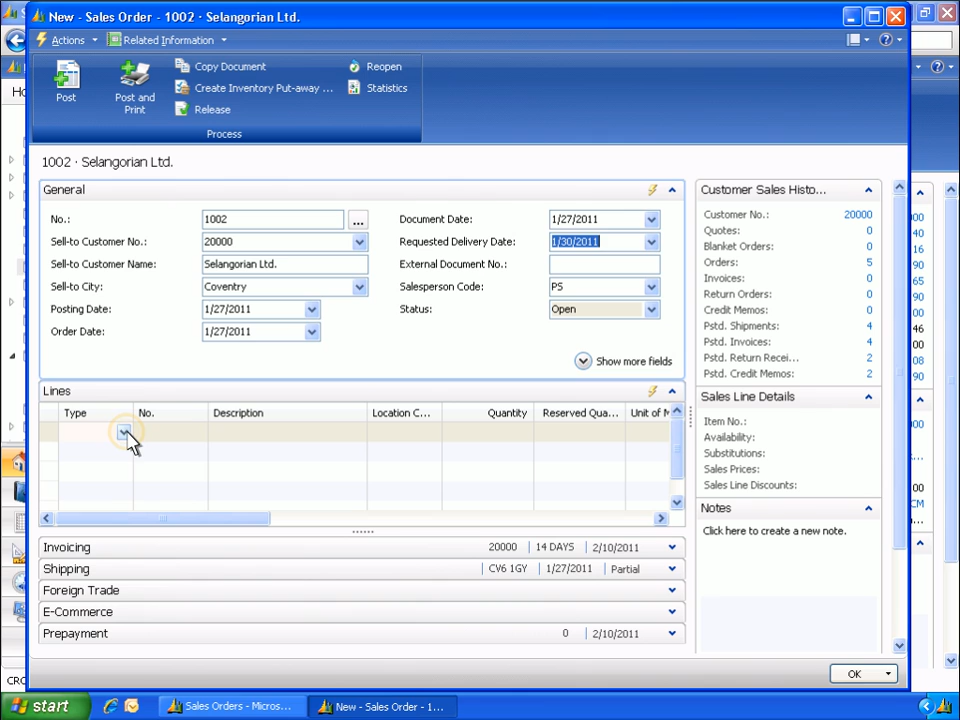 New - Sales Order - 1002 · Selangorian Ltd.
Actions
Related Information
Post
Post and Print
Copy Document
Create Inventory Put-away ...
Release
Reopen
Statistics
Process
1002 · Selangorian Ltd.
General
No.: 1002 ...
Sell-to Customer No.: 20000
Sell-to Customer Name: Selangorian Ltd.
Sell-to City: Coventry
Posting Date: 1/27/2011
Order Date: 1/27/2011
Document Date: 1/27/2011
Requested Delivery Date: 1/30/2011
External Document No.:
Salesperson Code: PS
Status: Open
Show more fields
Lines
Type No. Description Location C... Quantity Reserved Qua... Unit of M
Invoicing 20000 14 DAYS 2/10/2011
Shipping CV6 1GY 1/27/2011 Partial
Foreign Trade
E-Commerce
Prepayment 0 2/10/2011
Customer Sales Histo...
Customer No.: 20000
Quotes: 0
Blanket Orders: 0
Orders: 5
Invoices: 0
Return Orders: 0
Credit Memos: 0
Pstd. Shipments: 4
Pstd. Invoices: 4
Pstd. Return Recei... 2
Pstd. Credit Memos: 2
Sales Line Details
Item No.:
Availability:
Substitutions:
Sales Prices:
Sales Line Discounts:
Notes
Click here to create a new note.
OK
start
Sales Orders - Micros...
New - Sales Order - 1...